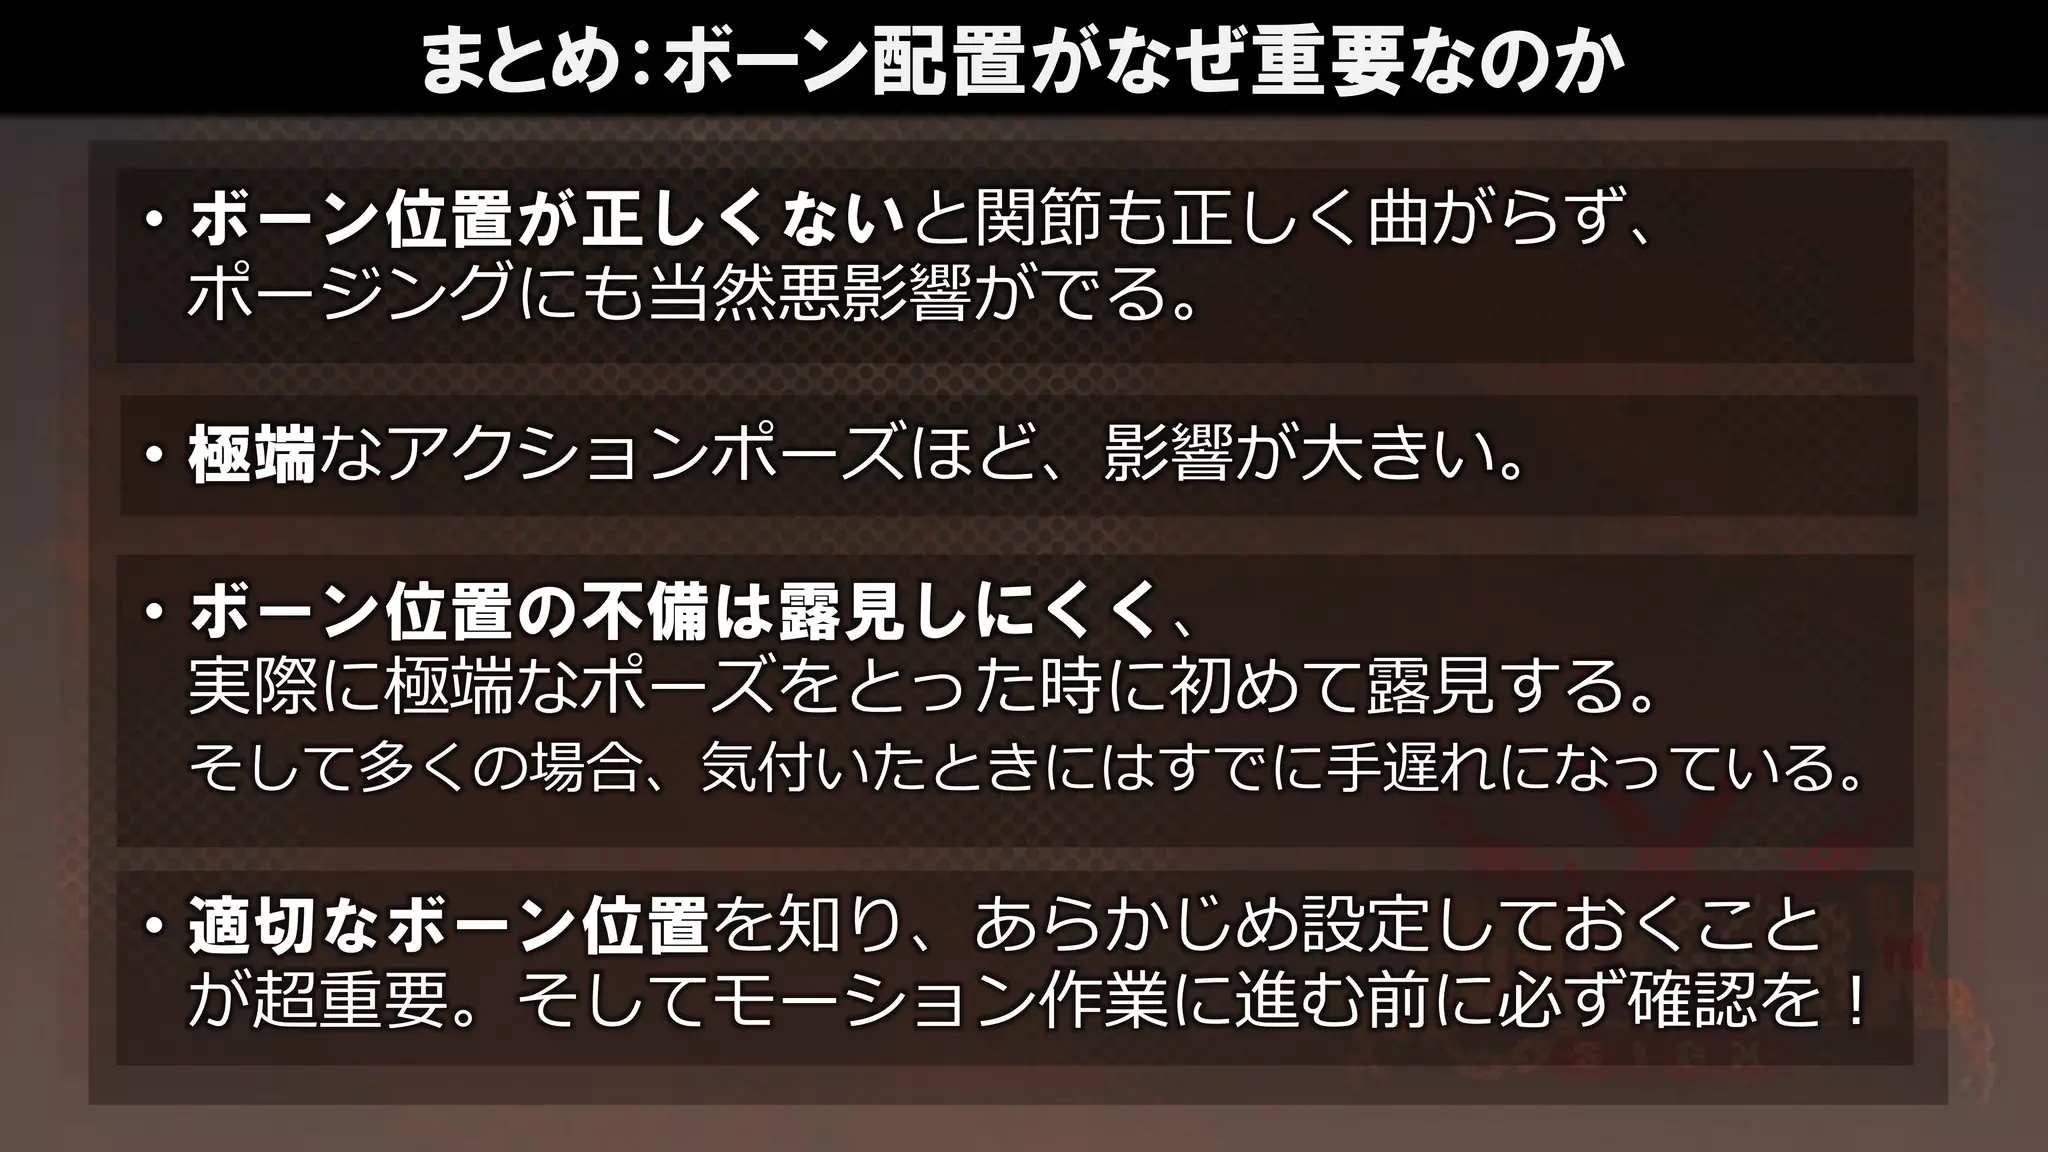 まとめ：ボーン配置がなぜ重要なのか
• ボーン位置が正しくないと関節も正しく曲がらず、
ポージングにも当然悪影響がでる。
• 極端なアクションポーズほど、影響が大きい。
• ボーン位置の不備は露見しにくく、
実際に極端なポーズをとった時に初めて露見する。
そして多くの場合、気付いたときにはすでに手遅れになっている。
• 適切なボーン位置を知り、あらかじめ設定しておくこと
が超重要。そしてモーション作業に進む前に必ず確認を！